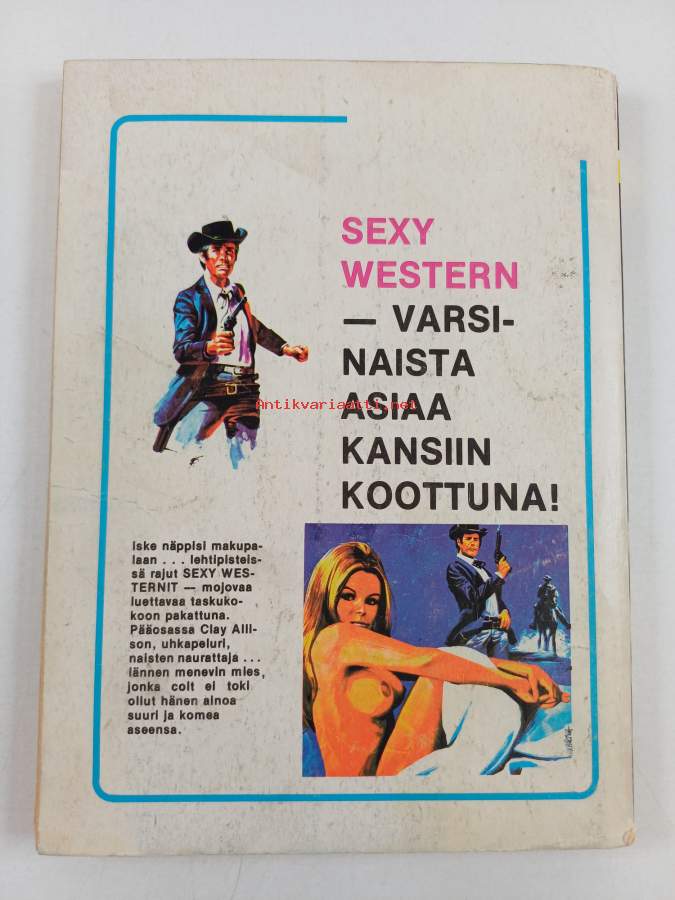 SEXY
WESTERN
— VARSI-
NAISTA
Antikvariaatti.net
ASIAA
KANSIIN
KOOTTUNA!
Iske näppisi makupa-
laan . . . lehtipisteis-
sä rajut SEXY WES-
TERNIT — mojovaa
luettavaa taskuko-
koon pakattuna.
Pääosassa Clay Alli-
son, uhkapeluri,
naisten naurattaja . . .
lännen menevin mies,
jonka colt ei toki
ollut hänen ainoa
suuri ja komea
aseensa.